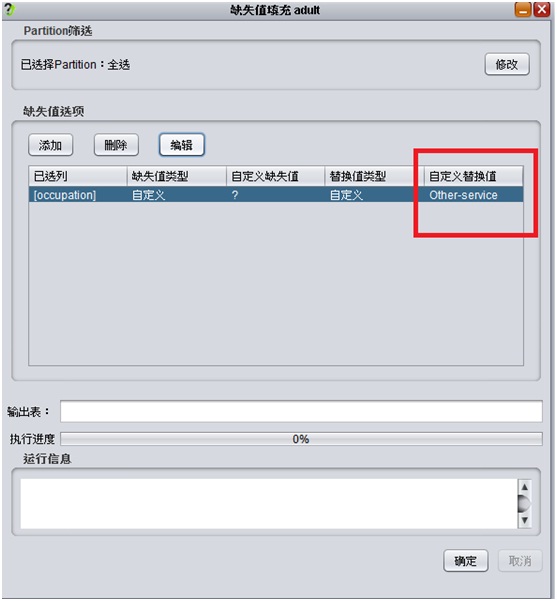 缺失值填充 adult
Partition筛选
已选择Partition：全选
修改
缺失值选项
添加 删除 编辑
已选列 缺失值类型 自定义缺失值 替换值类型 自定义替换值
[occupation] 自定义 ? 自定义 Other-service
输出表：
执行进度 0%
运行信息
确定 取消